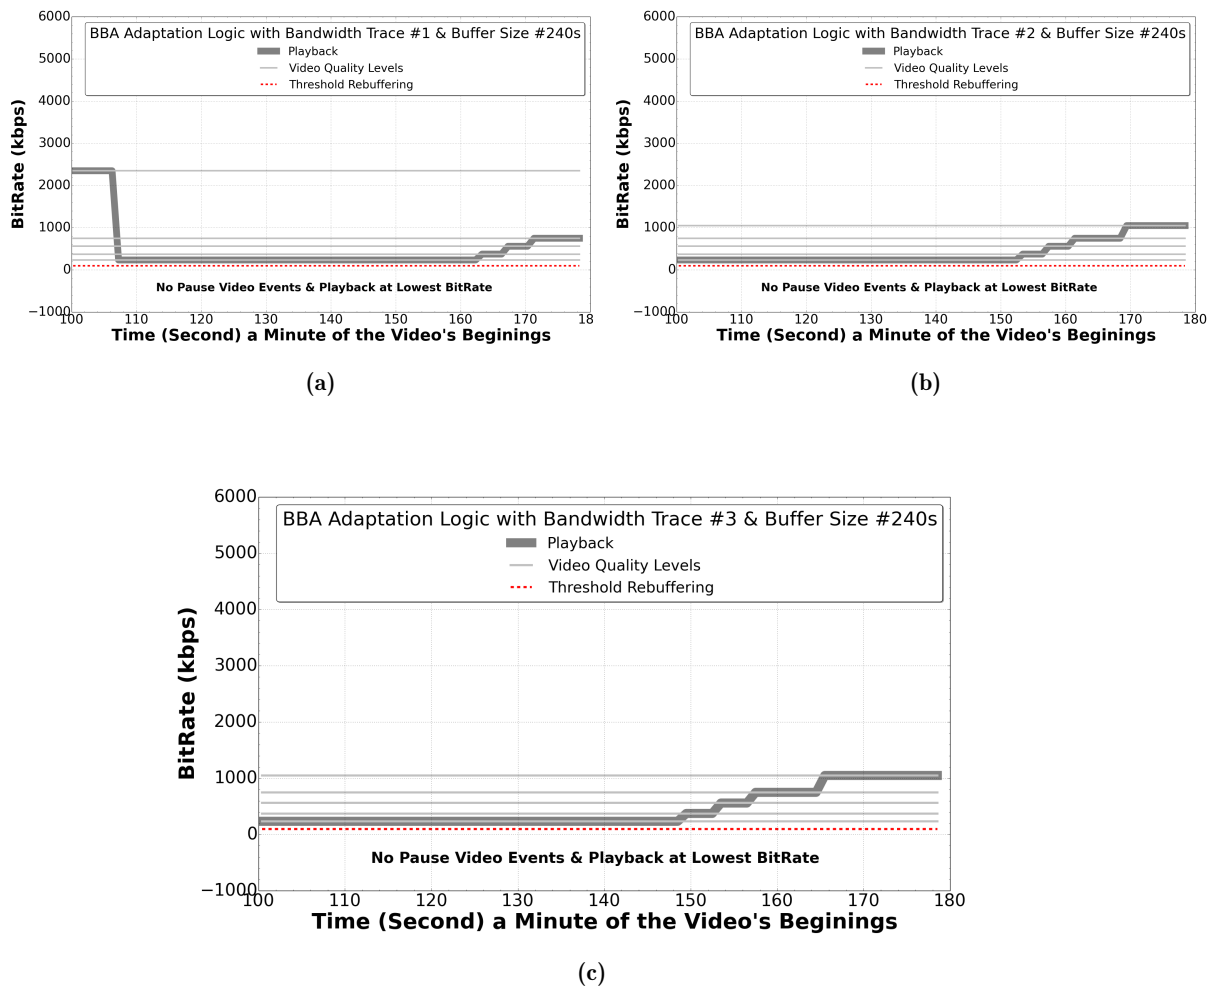 6000
5000
4000
3000
2000
1000
0
−1000
BitRate (kbps)
BBA Adaptation Logic with Bandwidth Trace #1 & Buffer Size #240s
Playback
Video Quality Levels
Threshold Rebuffering
No Pause Video Events & Playback at Lowest BitRate
100 110 120 130 140 150 160 170 18
Time (Second) a Minute of the Video's Beginings
(a)
6000
5000
4000
3000
2000
1000
0
−1000
BitRate (kbps)
BBA Adaptation Logic with Bandwidth Trace #2 & Buffer Size #240s
Playback
Video Quality Levels
Threshold Rebuffering
No Pause Video Events & Playback at Lowest BitRate
100 110 120 130 140 150 160 170 180
Time (Second) a Minute of the Video's Beginings
(b)
6000
5000
4000
3000
2000
1000
0
−1000
BitRate (kbps)
BBA Adaptation Logic with Bandwidth Trace #3 & Buffer Size #240s
Playback
Video Quality Levels
Threshold Rebuffering
No Pause Video Events & Playback at Lowest BitRate
100 110 120 130 140 150 160 170 180
Time (Second) a Minute of the Video's Beginings
(c)